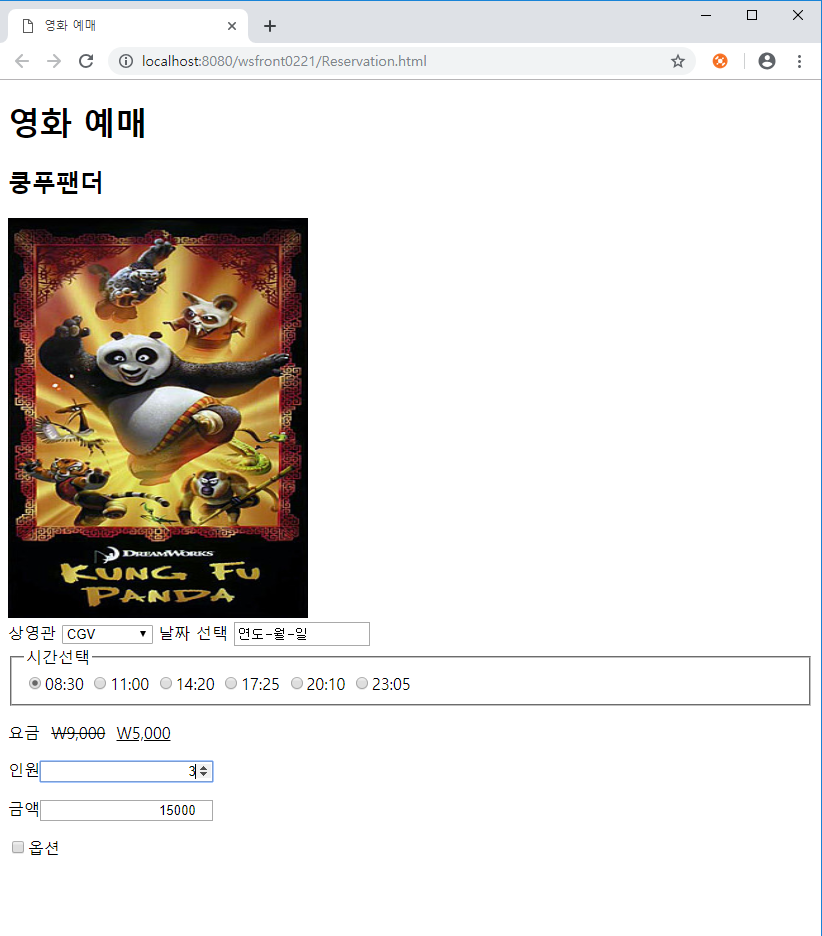 영화 예매
localhost:8080/wsfront0221/Reservation.html
영화 예매
쿵푸팬더
DREAMWORKS
KUNG FU
PANDA
상영관 CGV 날짜 선택 연도-월-일
시간선택
08:30 11:00 14:20 17:25 20:10 23:05
요금 ₩9,000 ₩5,000
인원 3
금액 15000
옵션